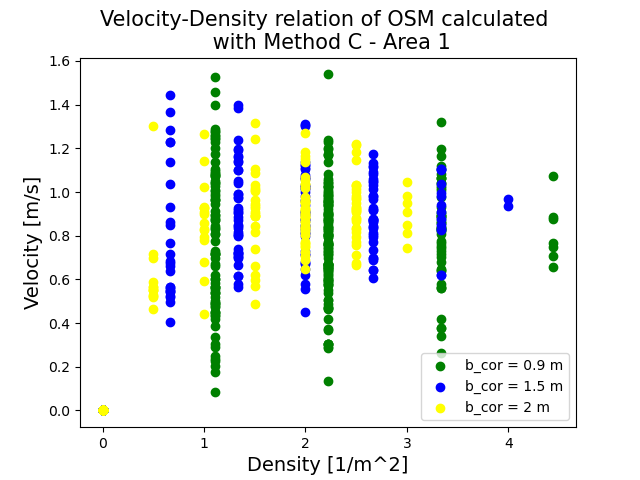 Velocity-Density relation of OSM calculated
with Method C - Area 1
1.6
1.4
1.2
1.0
0.8
0.6
0.4
0.2
0.0
Velocity [m/s]
b_cor = 0.9 m
b_cor = 1.5 m
b_cor = 2 m
0 1 2 3 4
Density [1/m^2]